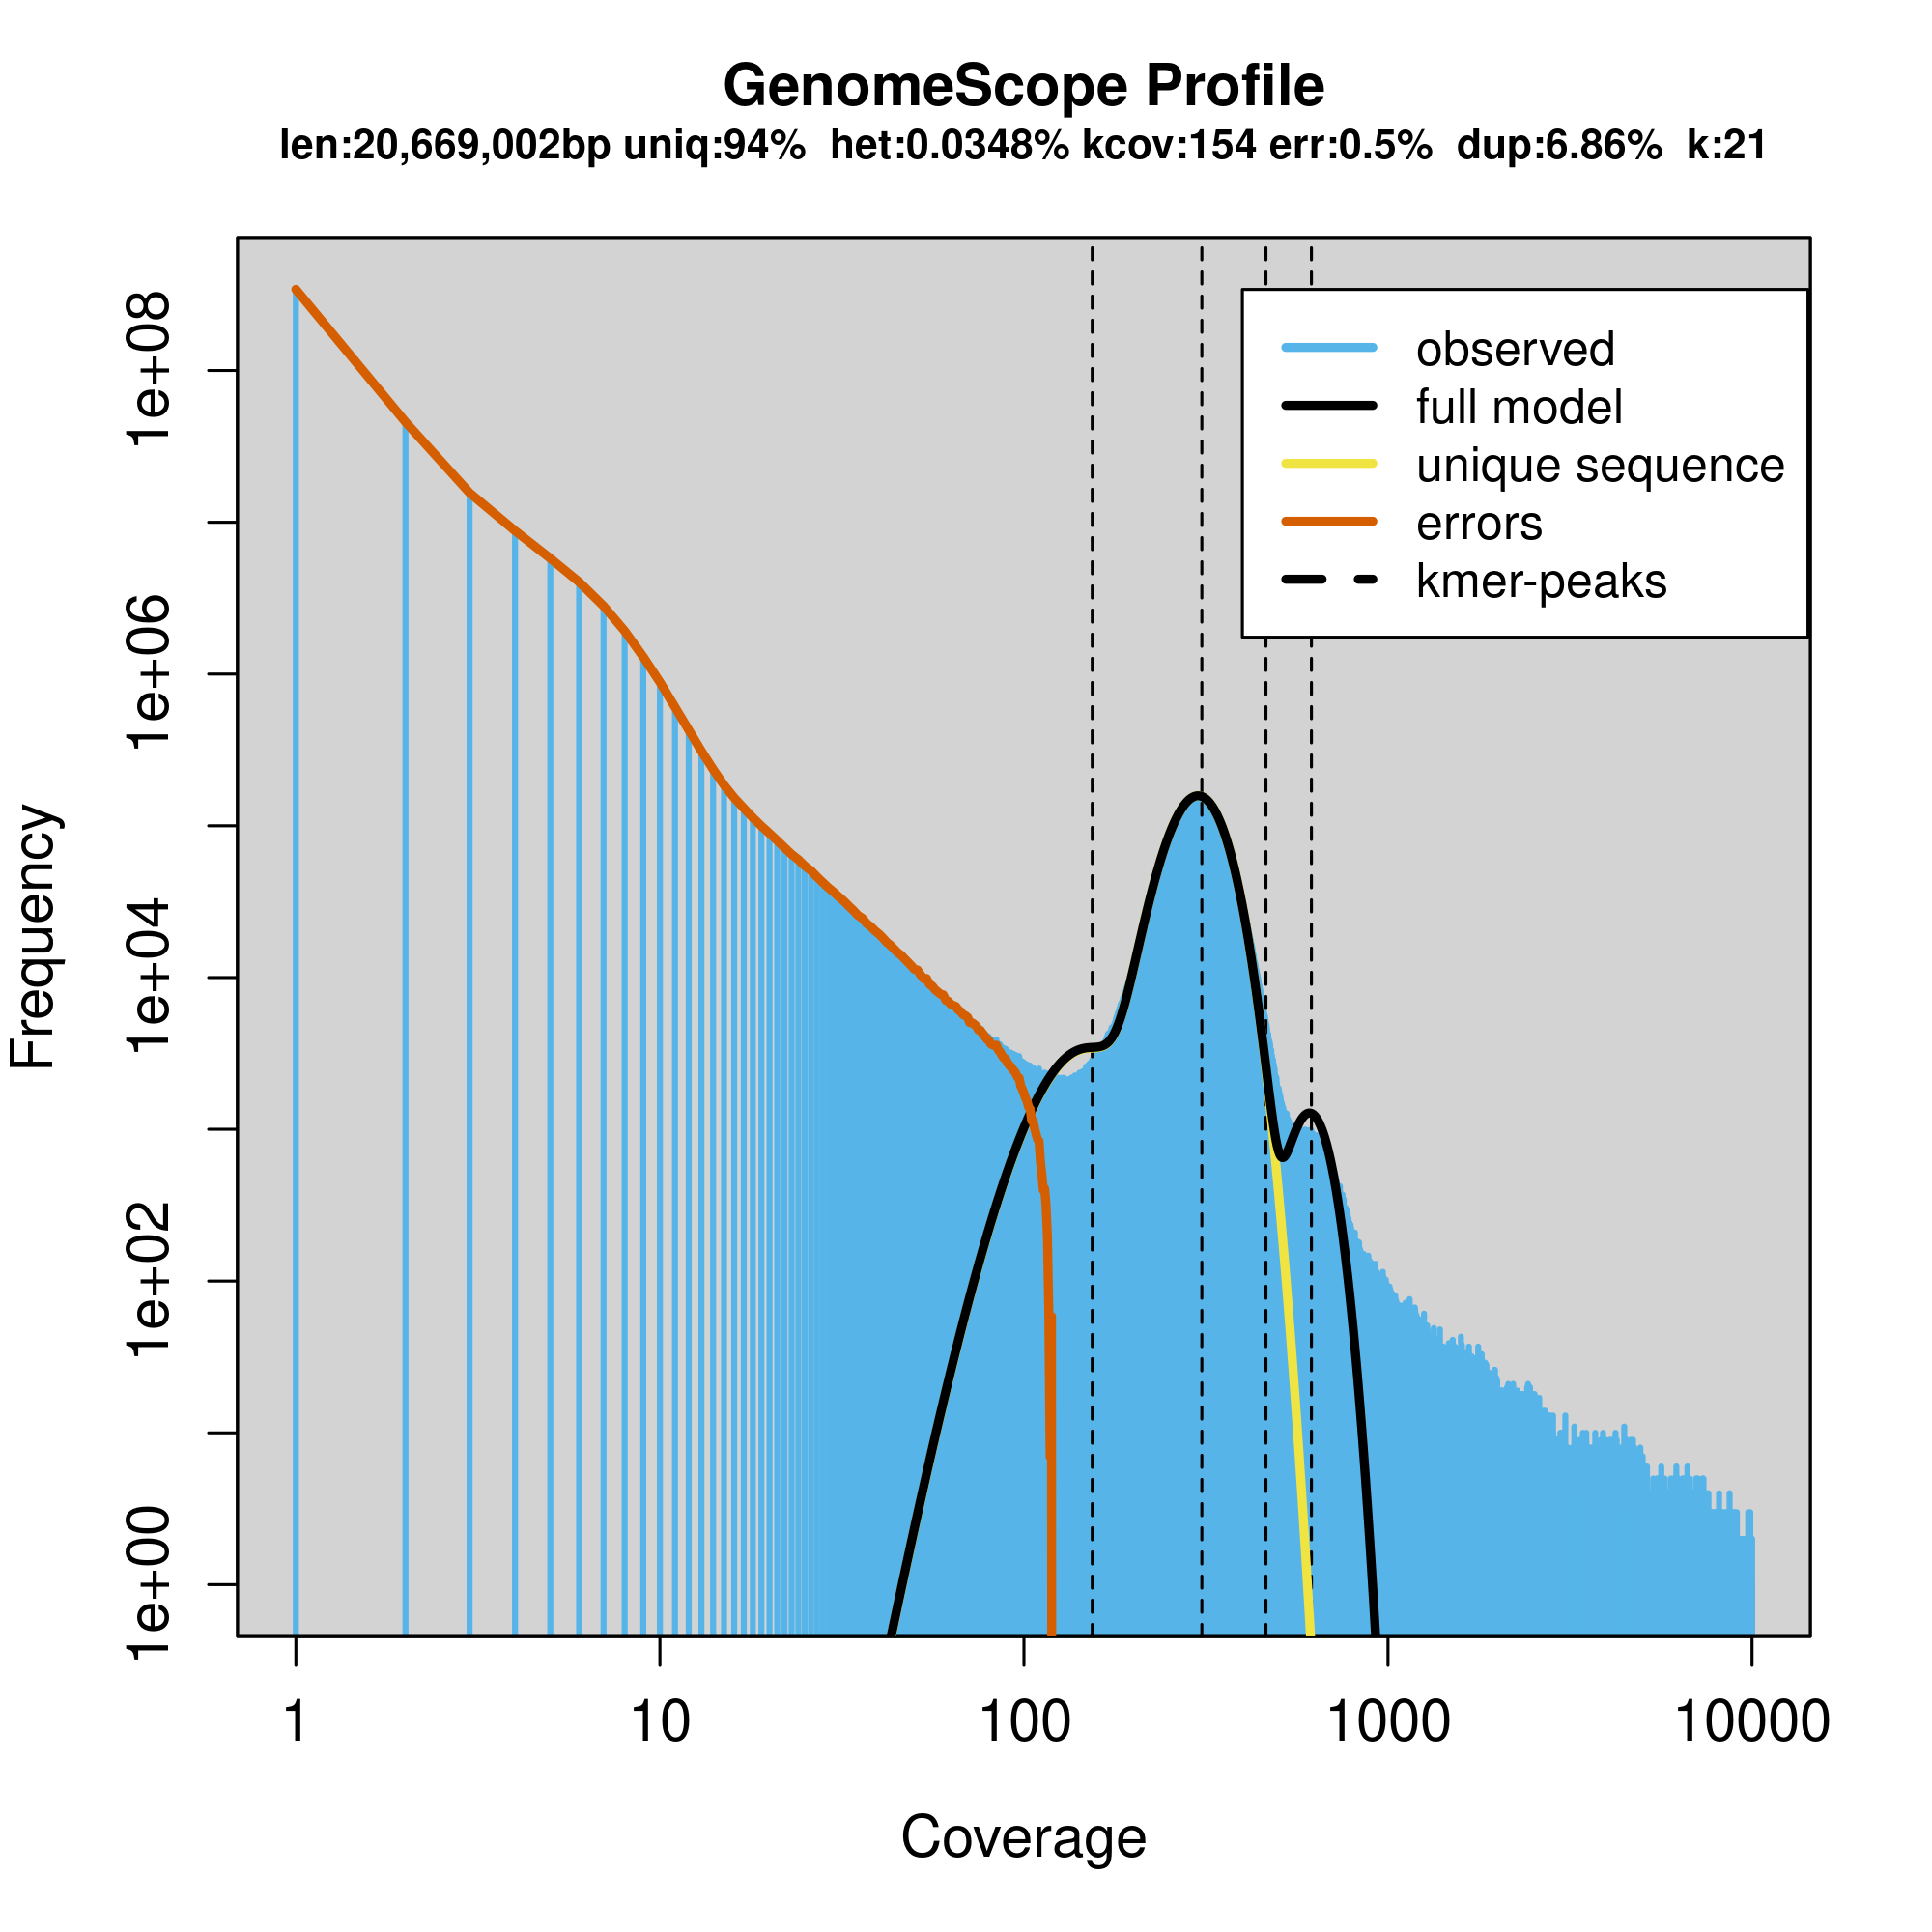 GenomeScope Profile
len:20,669,002bp uniq:94% het:0.0348% kcov:154 err:0.5% dup:6.86% k:21
observed
full model
unique sequence
errors
kmer-peaks
Frequency
1e+08
1e+06
1e+04
1e+02
1e+00
1 10 100 1000 10000
Coverage